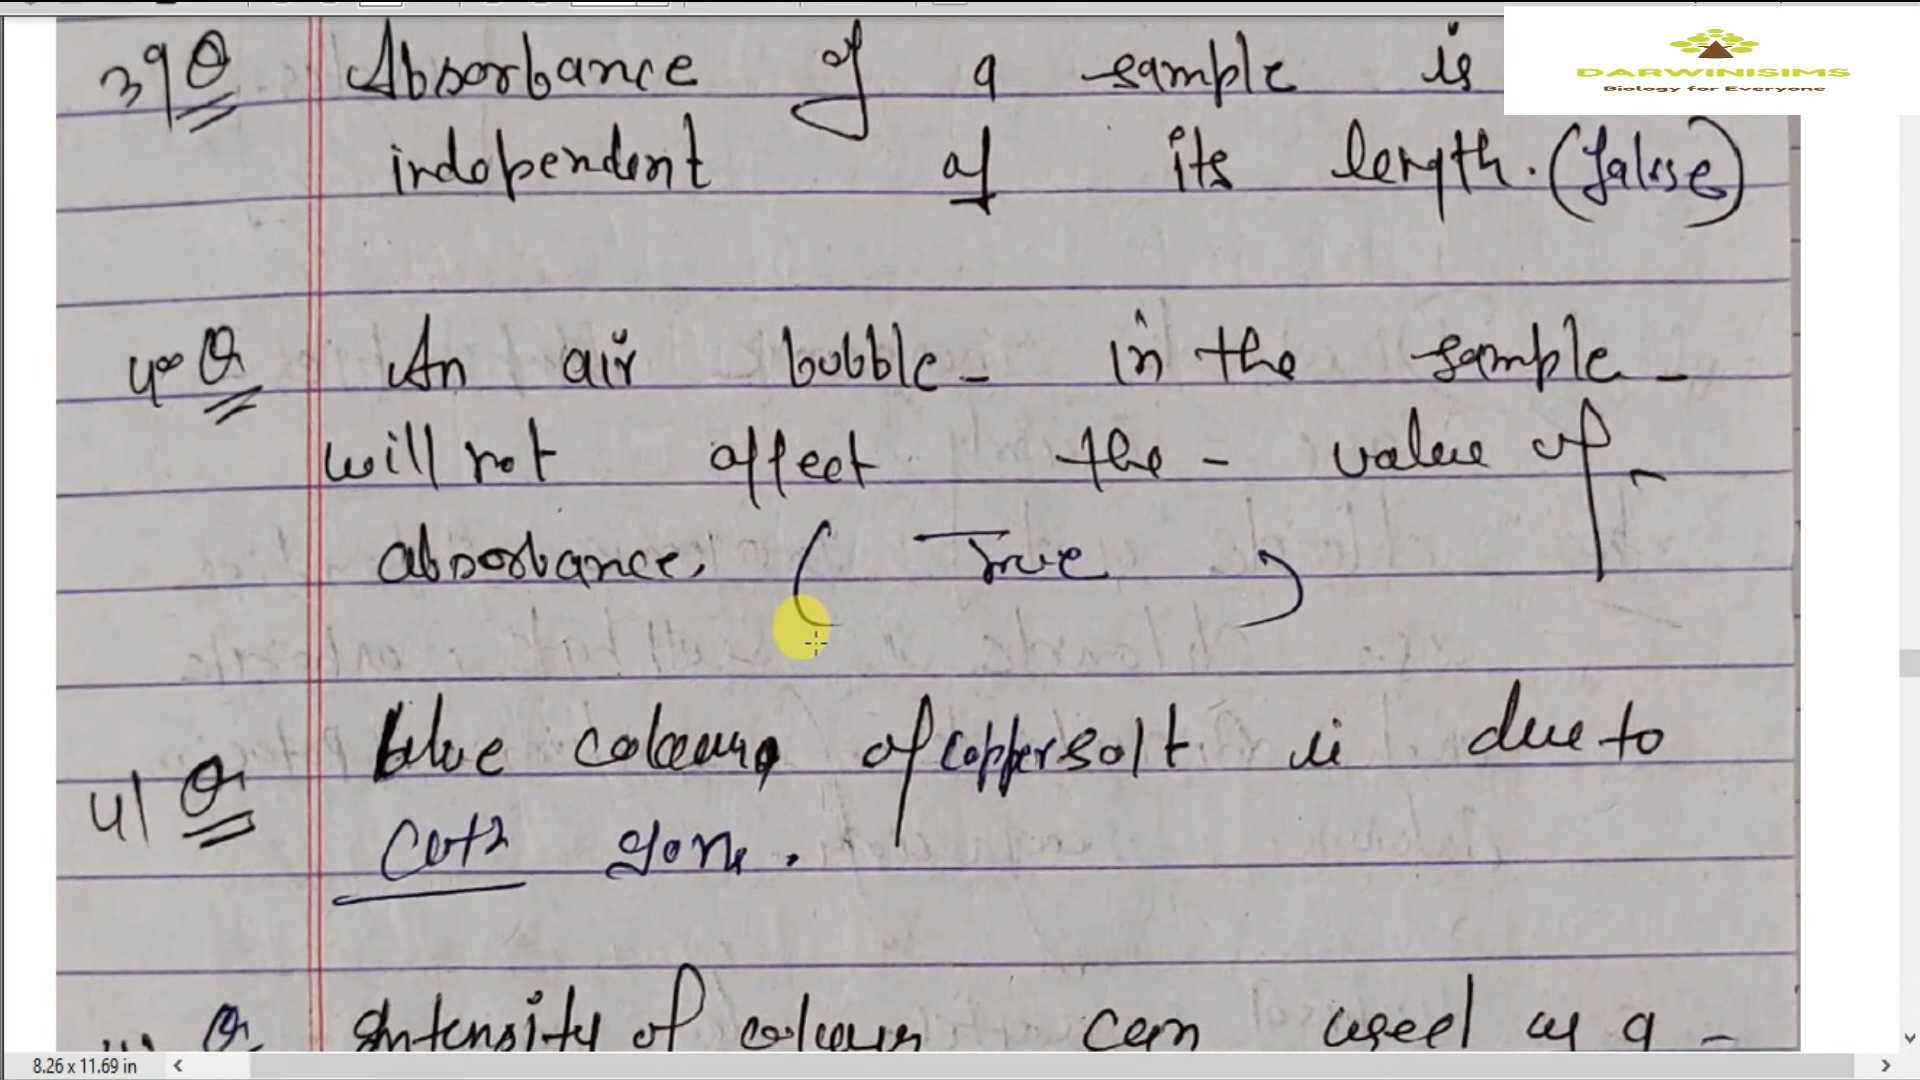 39 Q Absorbance of a sample is
independent of its length. (false)
40 Q An air bubble - in the sample -
will not affect the - value of -
absorbance. ( True )
41 Q blue colour of copper salt is due to
Cu+2
Q Intensity of colour can used as a -
DARWINISIMS
Biology for Everyone
8.26 x 11.69 in